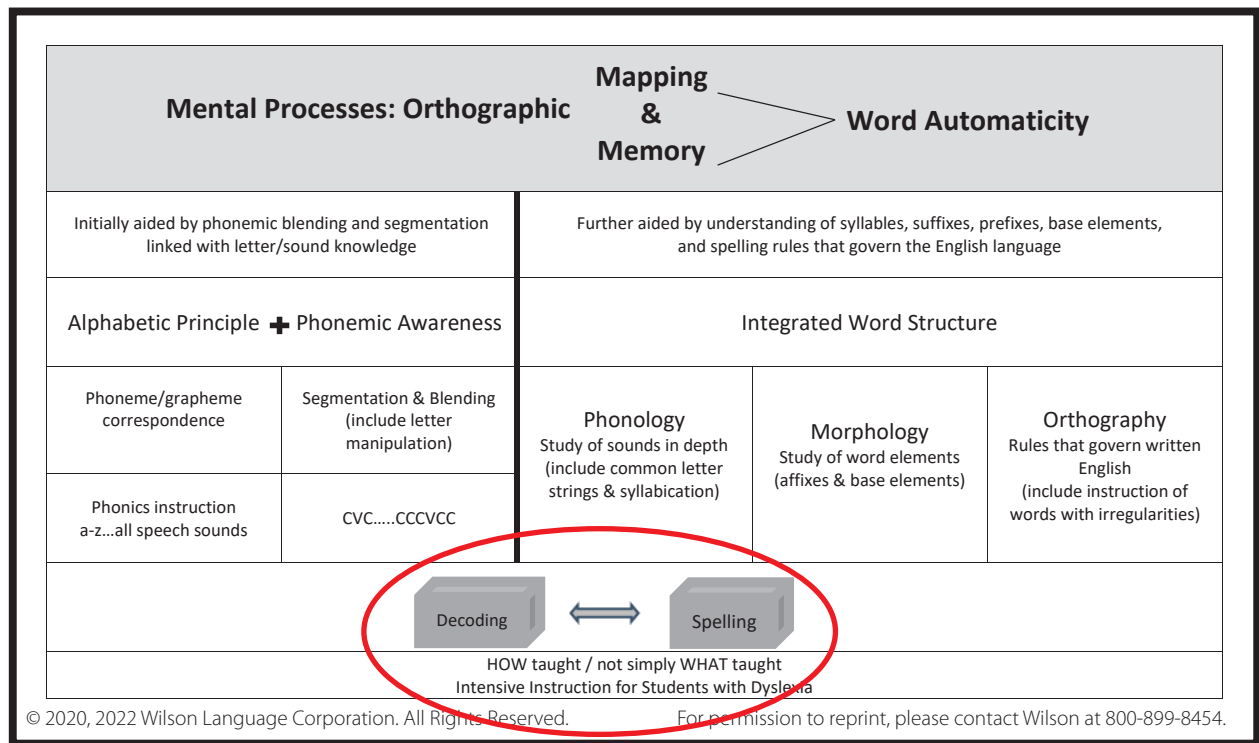 Mental Processes: Orthographic
Mapping
&
Memory
Word Automaticity
Initially aided by phonemic blending and segmentation
linked with letter/sound knowledge
Further aided by understanding of syllables, suffixes, prefixes, base elements,
and spelling rules that govern the English language
Alphabetic Principle + Phonemic Awareness
Integrated Word Structure
Phoneme/grapheme
correspondence
Segmentation & Blending
(include letter
manipulation)
Phonics instruction
a-z...all speech sounds
CVC.....CCCVCC
Phonology
Study of sounds in depth
(include common letter
strings & syllabication)
Morphology
Study of word elements
(affixes & base elements)
Orthography
Rules that govern written
English
(include instruction of
words with irregularities)
Decoding
Spelling
HOW taught / not simply WHAT taught
Intensive Instruction for Students with Dyslexia
© 2020, 2022 Wilson Language Corporation. All Rights Reserved.
For permission to reprint, please contact Wilson at 800-899-8454.